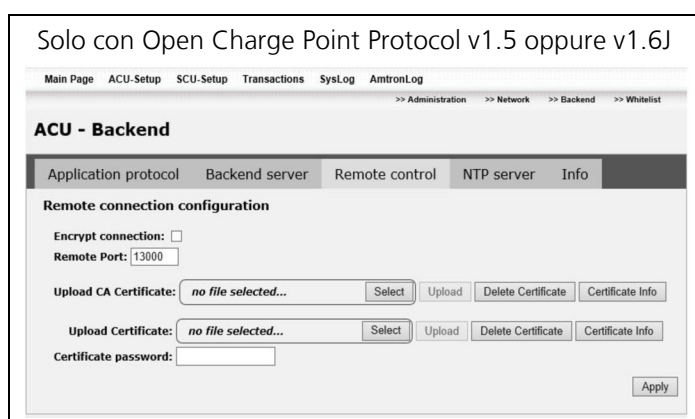 Solo con Open Charge Point Protocol v1.5 oppure v1.6J
Main Page ACU-Setup SCU-Setup Transactions SysLog AmtronLog
>> Administration >> Network >> Backend >> Whitelist
ACU - Backend
Application protocol Backend server Remote control NTP server Info
Remote connection configuration
Encrypt connection:
Remote Port: 13000
Upload CA Certificate: no file selected... Select Upload Delete Certificate Certificate Info
Upload Certificate: no file selected... Select Upload Delete Certificate Certificate Info
Certificate password:
Apply